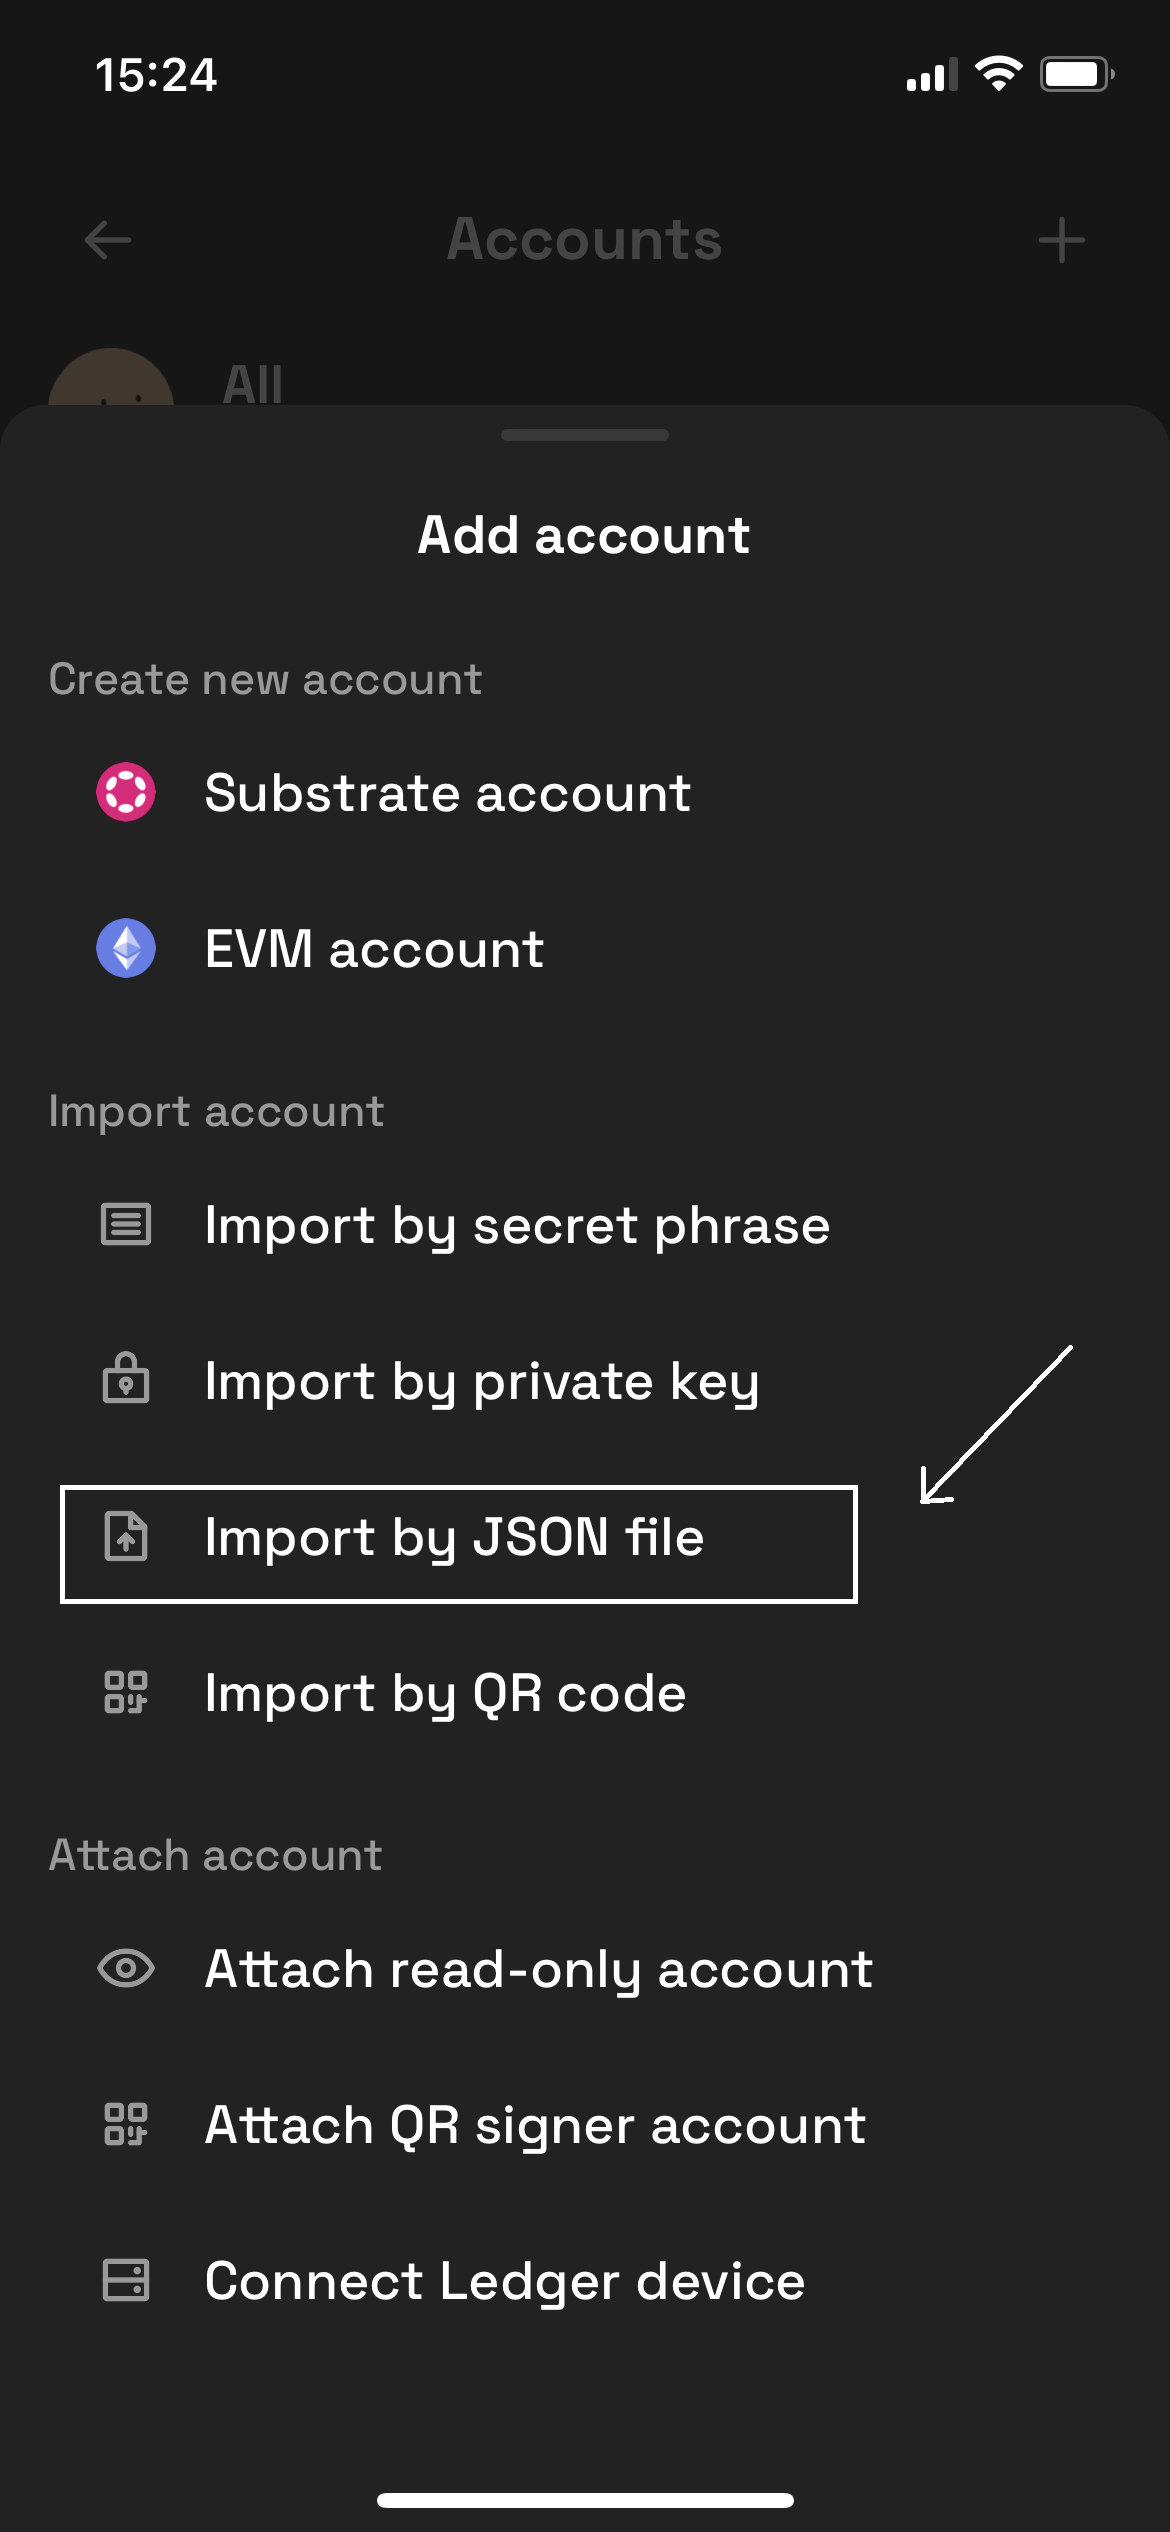 15:24
Accounts
All
Add account
Create new account
Substrate account
EVM account
Import account
Import by secret phrase
Import by private key
Import by JSON file
Import by QR code
Attach account
Attach read-only account
Attach QR signer account
Connect Ledger device